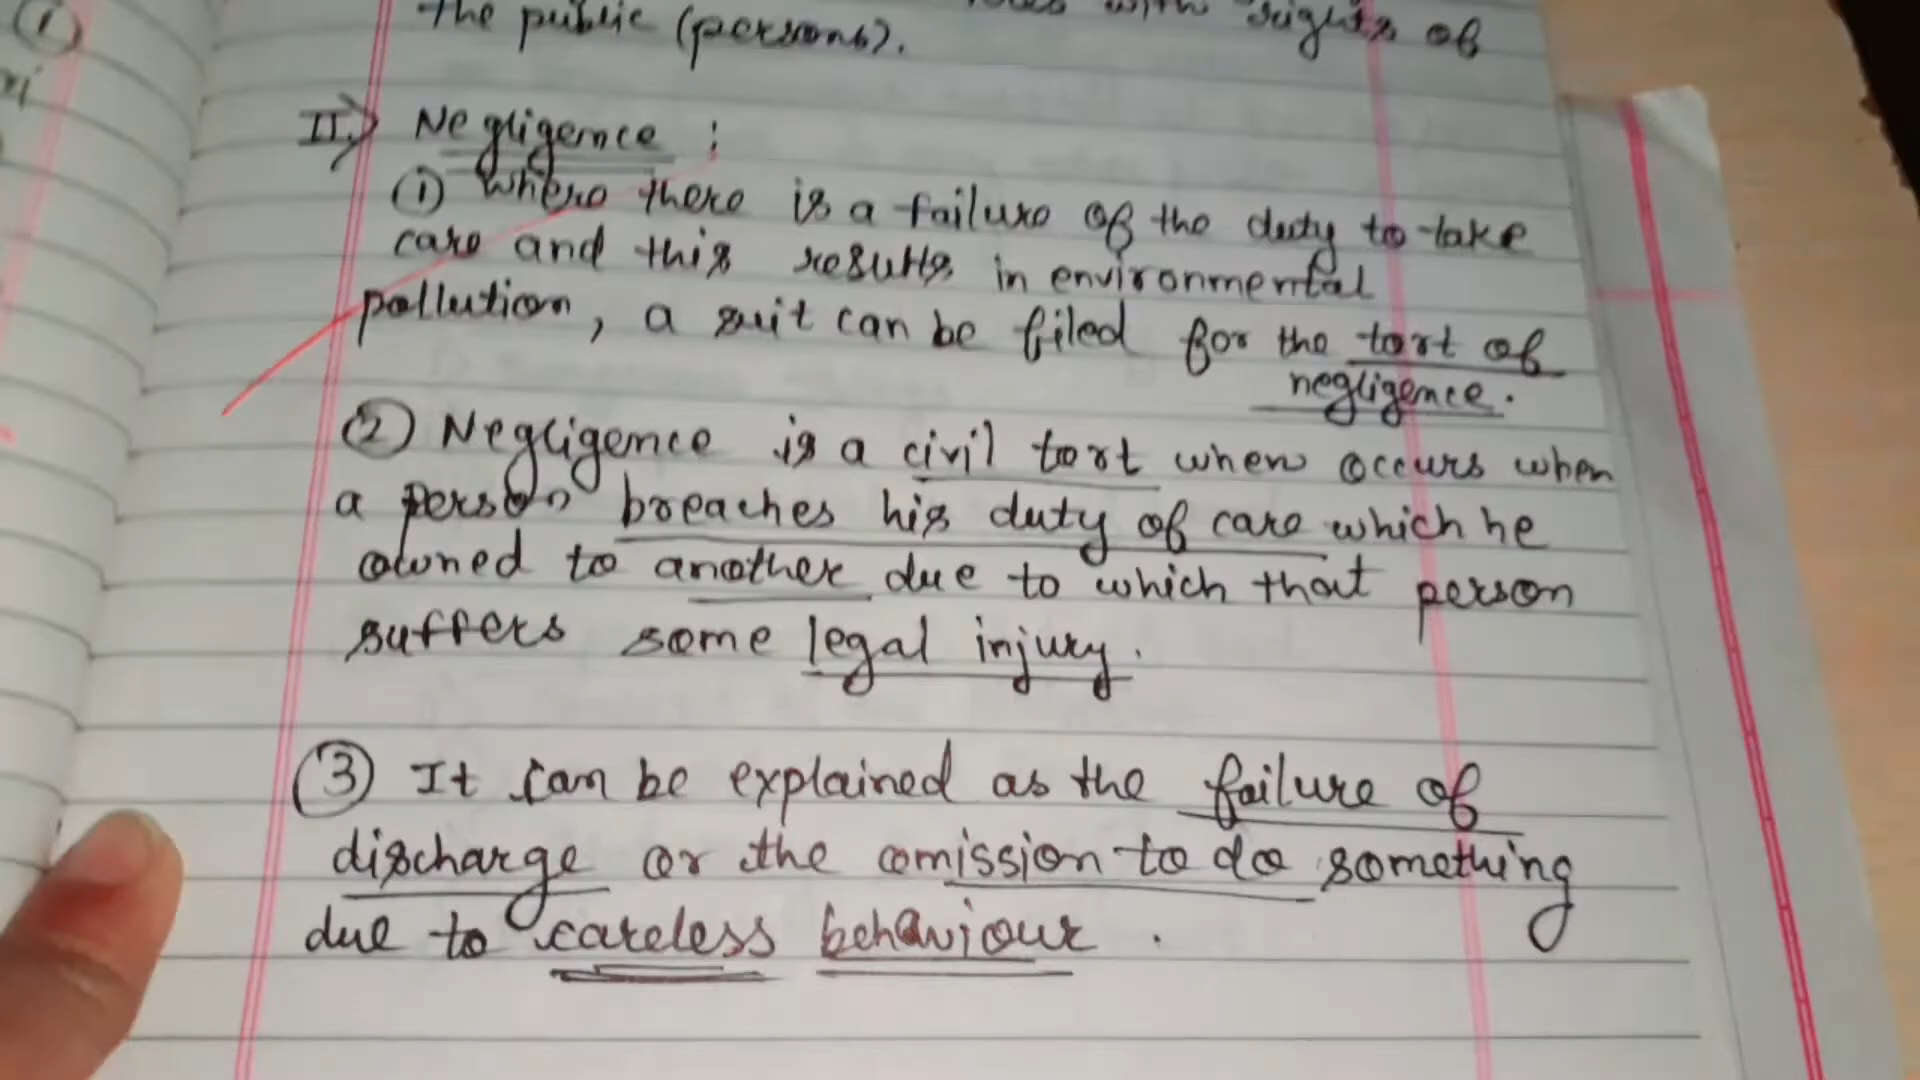 with rights of
the public (persons).
II) Negligence :
(1) where there is a failure of the duty to take
care and this results in environmental
pollution, a suit can be filed for the tort of
negligence.
(2) Negligence is a civil tort when occurs when
a person breaches his duty of care which he
owned to another due to which that person
suffers some legal injury.
(3) It can be explained as the failure of
discharge or the omission to do something
due to careless behaviour.